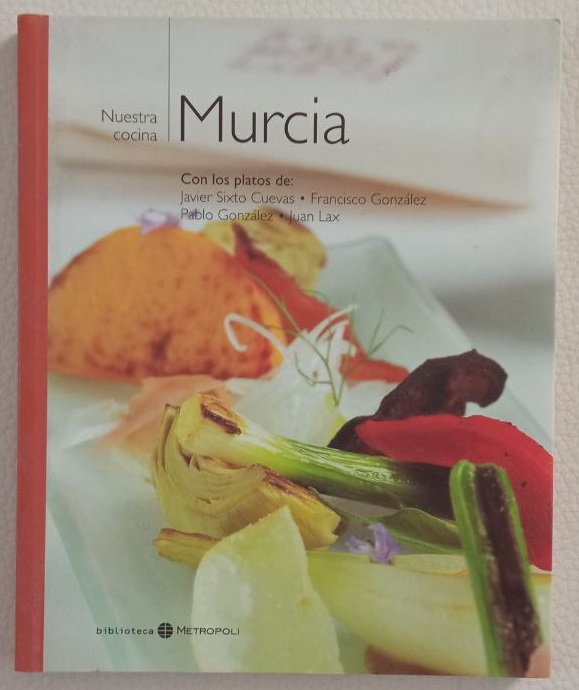 Nuestra
cocina
Murcia
Con los platos de:
Javier Sixto Cuevas • Francisco González
Pablo González • Juan Lax
biblioteca METROPOLI